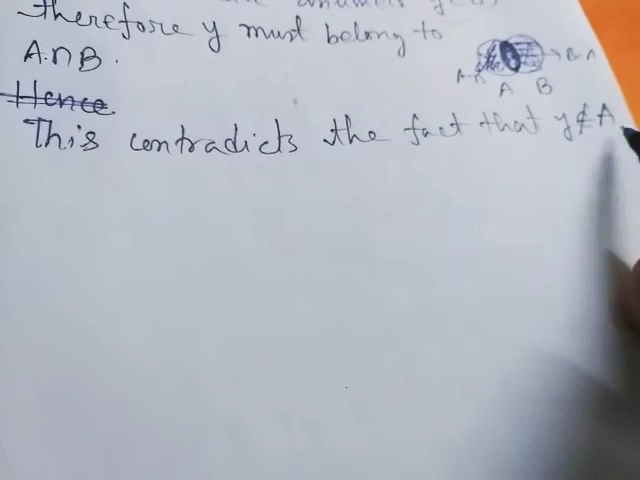 therefore y must belong to
A∩B.
Hence
This contradicts the fact that y∉A
A B
B-A